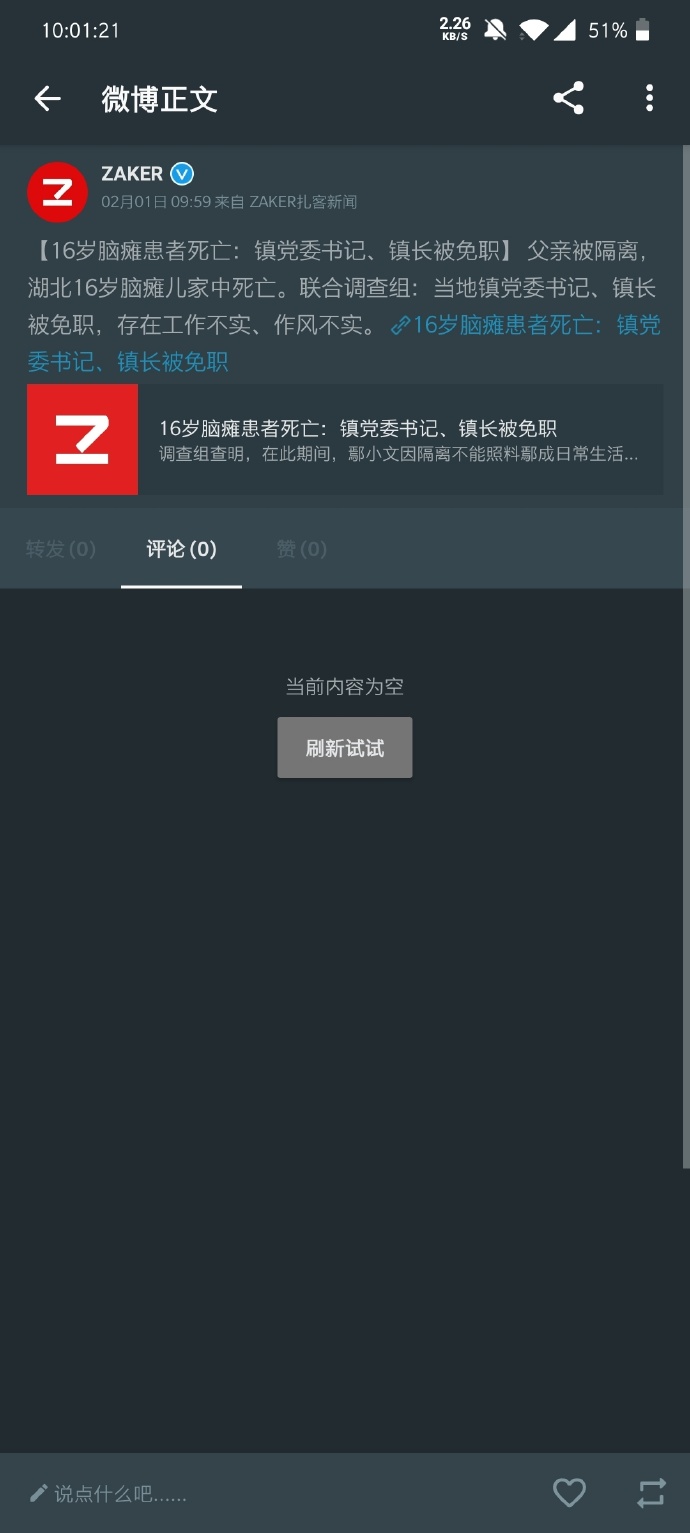 10:01:21
2.26
KB/S
51%
微博正文
ZAKER
02月01日 09:59 来自 ZAKER扎客新闻
【16岁脑瘫患者死亡：镇党委书记、镇长被免职】 父亲被隔离，
湖北16岁脑瘫儿家中死亡。联合调查组：当地镇党委书记、镇长
被免职，存在工作不实、作风不实。 16岁脑瘫患者死亡：镇党
委书记、镇长被免职
16岁脑瘫患者死亡：镇党委书记、镇长被免职
调查组查明，在此期间，鄢小文因隔离不能照料鄢成日常生活...
转发 (0)
评论 (0)
赞 (0)
当前内容为空
刷新试试
说点什么吧......